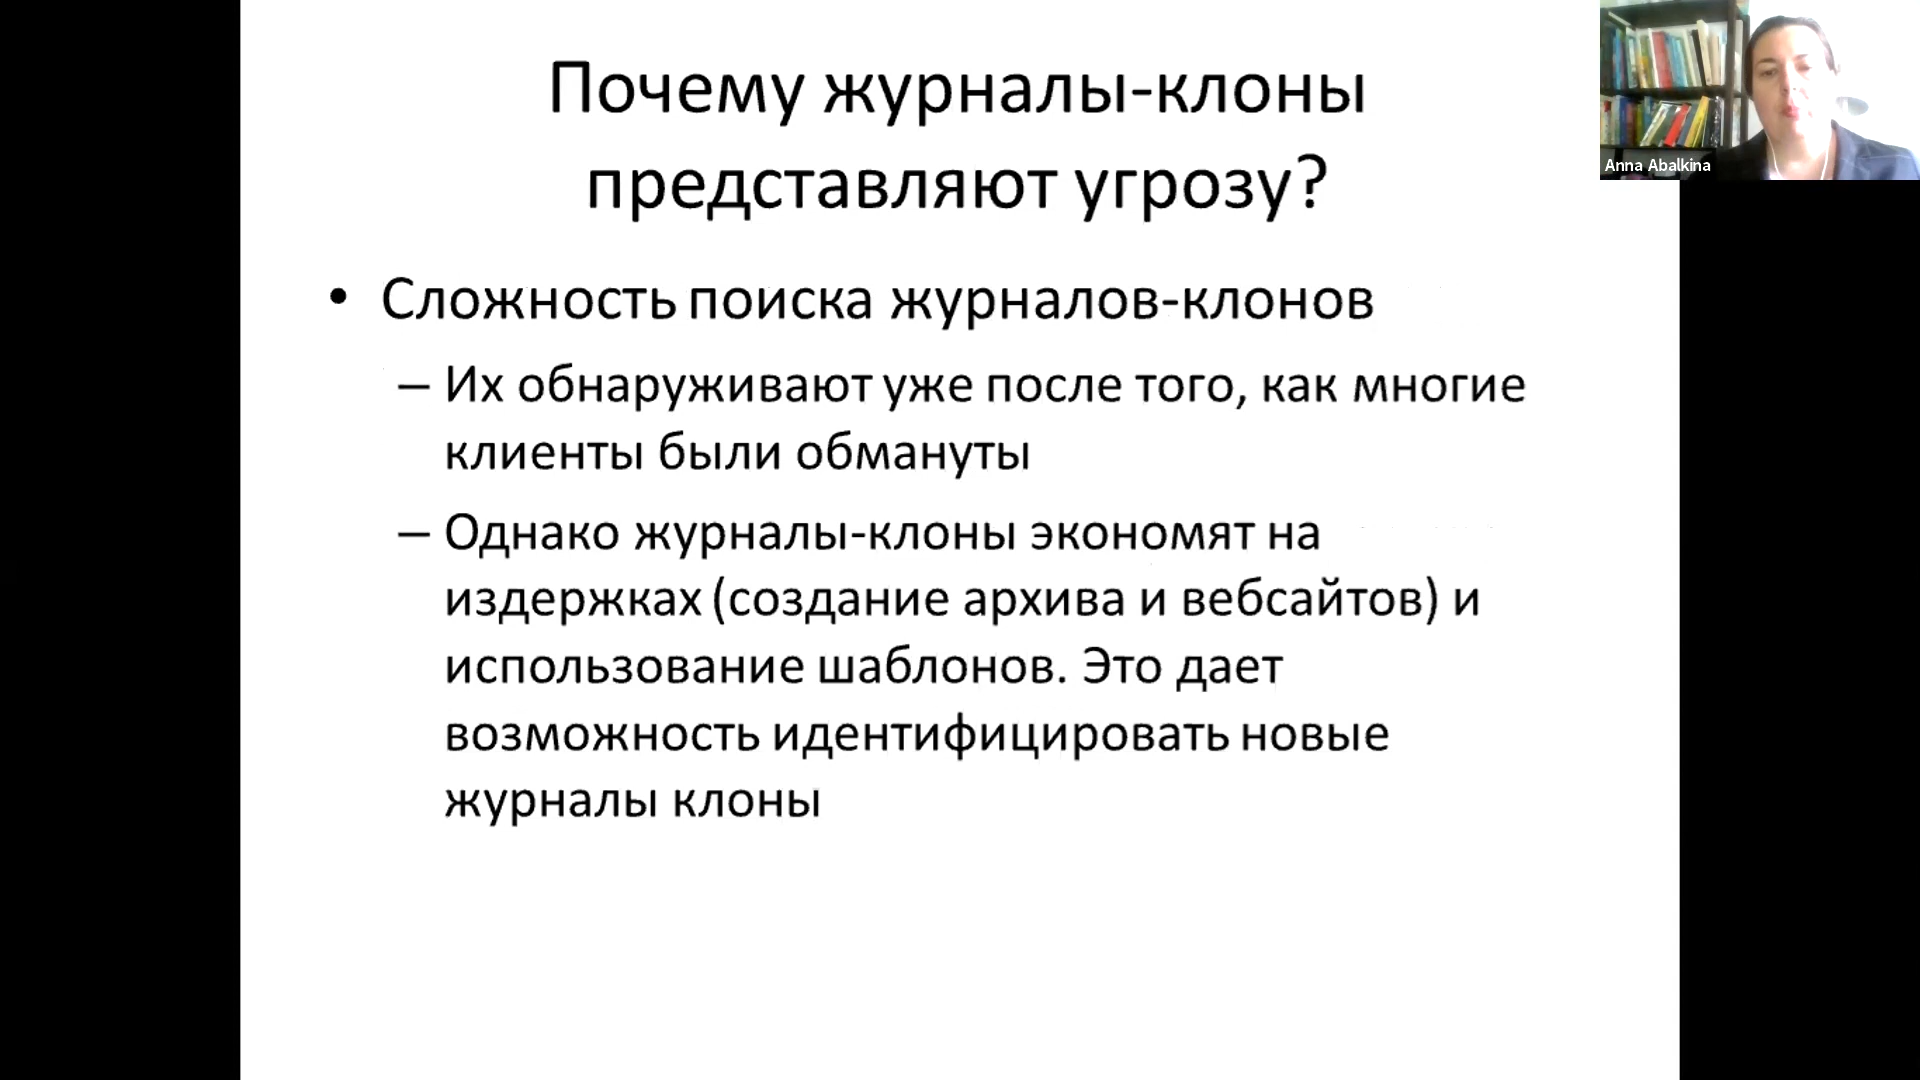 Почему журналы-клоны
представляют угрозу?
Anna Abalkina
• Сложность поиска журналов-клонов
– Их обнаруживают уже после того, как многие
клиенты были обмануты
– Однако журналы-клоны экономят на
издержках (создание архива и вебсайтов) и
использование шаблонов. Это дает
возможность идентифицировать новые
журналы клоны